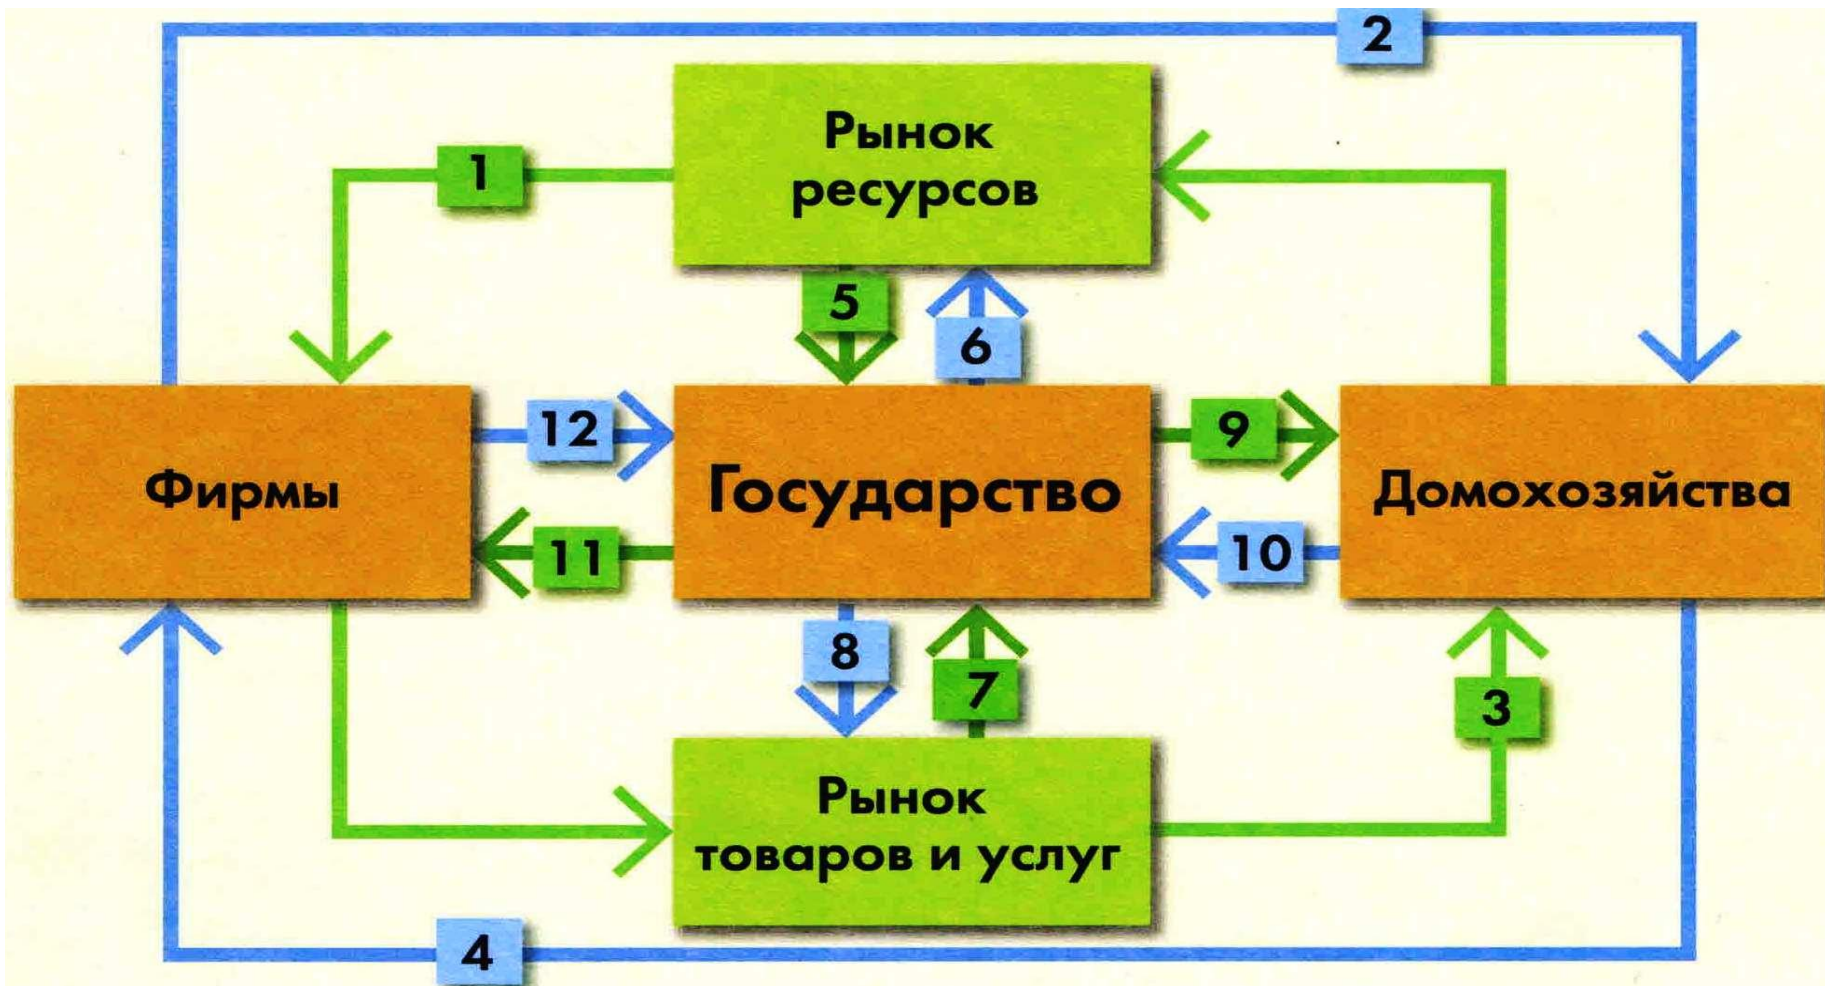 2
Рынок
ресурсов
1
5
6
12
9
Фирмы
Государство
Домохозяйства
11
10
8
7
3
Рынок
товаров и услуг
4